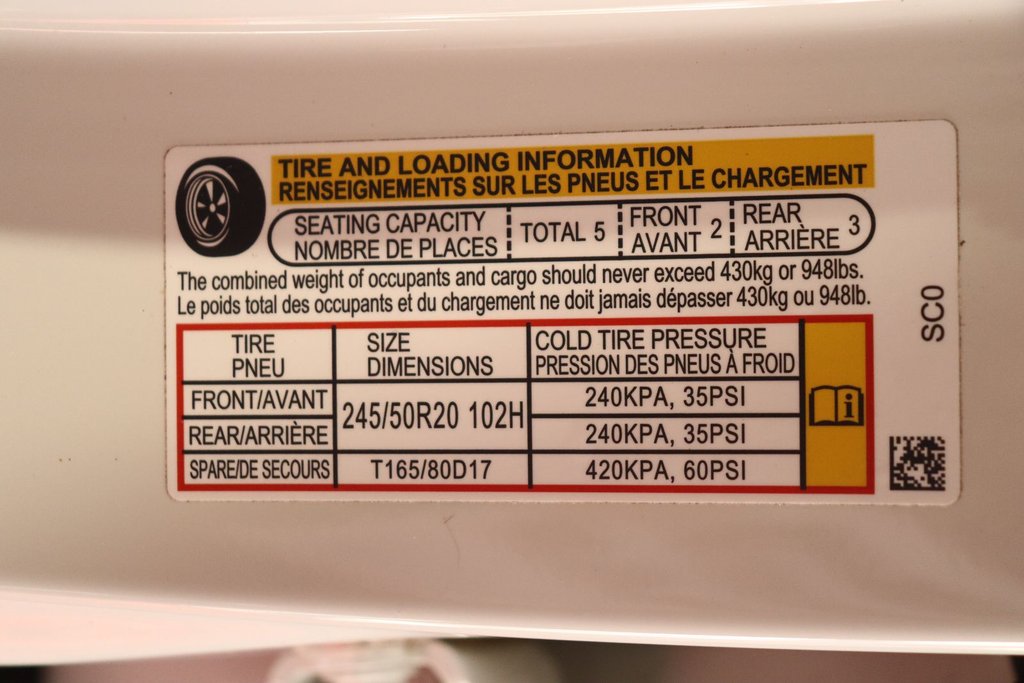 TIRE AND LOADING INFORMATION
RENSEIGNEMENTS SUR LES PNEUS ET LE CHARGEMENT
SEATING CAPACITY
NOMBRE DE PLACES
TOTAL 5
FRONT
AVANT 2
REAR
ARRIÈRE 3
The combined weight of occupants and cargo should never exceed 430kg or 948lbs.
Le poids total des occupants et du chargement ne doit jamais dépasser 430kg ou 948lb.
TIRE
PNEU
SIZE
DIMENSIONS
COLD TIRE PRESSURE
PRESSION DES PNEUS À FROID
FRONT/AVANT
245/50R20 102H
240KPA, 35PSI
REAR/ARRIÈRE
240KPA, 35PSI
SPARE/DE SECOURS
T165/80D17
420KPA, 60PSI
i
SC0